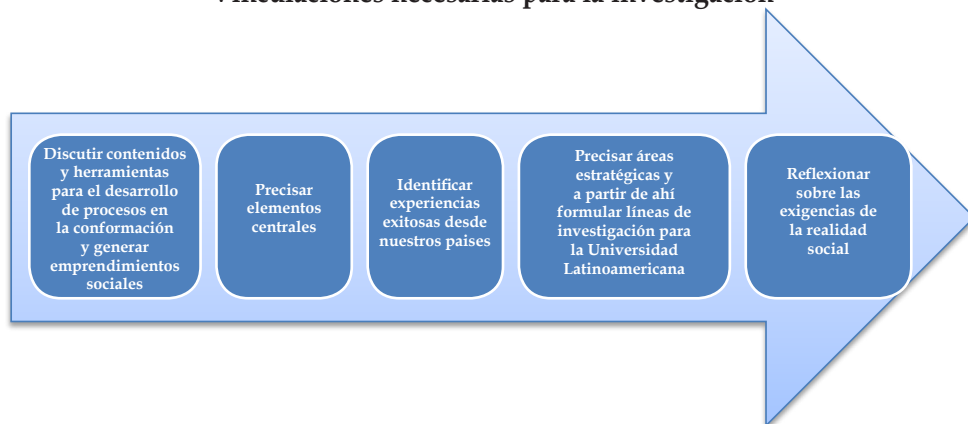 mediaciones necesarias para la investigación
Discutir contenidos
y herramientas
para el desarrollo
de procesos en
la conformación
y generar
emprendimientos
sociales
Precisar
elementos
centrales
Identificar
experiencias
exitosas desde
nuestros paises
Precisar áreas
estratégicas y
a partir de ahí
formular líneas de
investigación para
la Universidad
Latinoamericana
Reflexionar
sobre las
exigencias de
la realidad
social